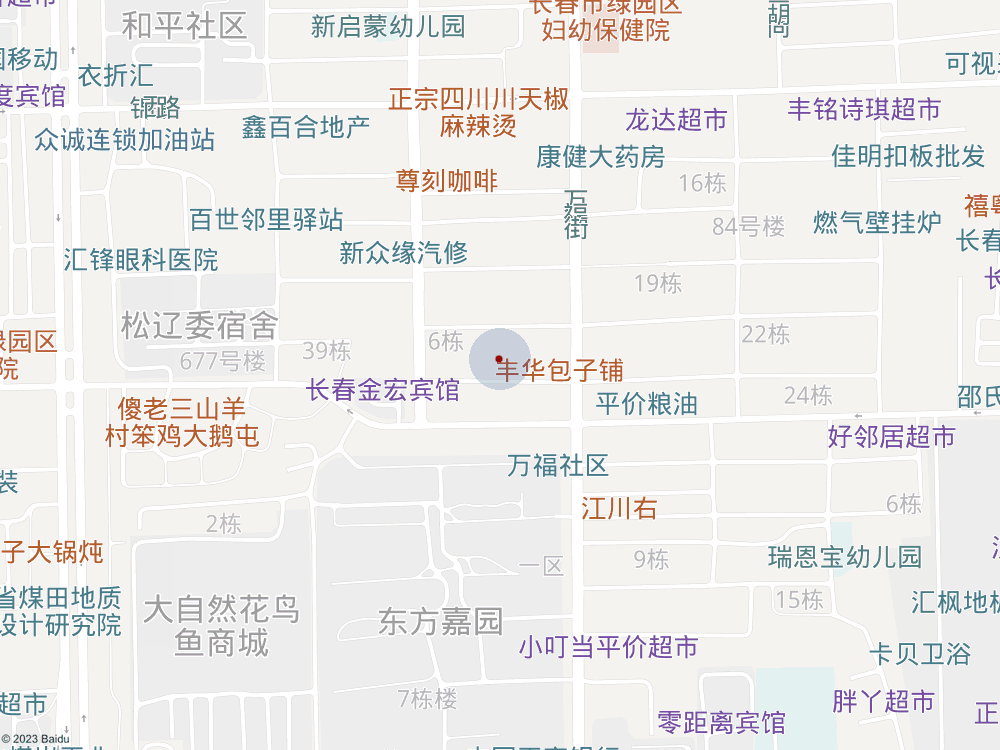 和平社区
新启蒙幼儿园
长春市绿园区
妇幼保健院
胡
同
国移动
衣折汇
可视
度宾馆
锦西路
正宗四川川天椒
麻辣烫
龙达超市
丰铭诗琪超市
众诚连锁加油站
鑫百合地产
康健大药房
佳明扣板批发
尊刻咖啡
16栋
万福街
禧粤
百世邻里驿站
84号楼
燃气壁挂炉
长春
汇锋眼科医院
新众缘汽修
19栋
长
松辽委宿舍
绿园区
院
677号楼
39栋
6栋
22栋
丰华包子铺
长春金宏宾馆
平价粮油
24栋
邵氏
傻老三山羊
村笨鸡大鹅屯
好邻居超市
万福社区
装
2栋
江川右
6栋
子大锅炖
9栋
一区
瑞恩宝幼儿园
省煤田地质
设计研究院
大自然花鸟
鱼商城
东方嘉园
15栋
汇枫地板
小叮当平价超市
卡贝卫浴
超市
7栋楼
零距离宾馆
胖丫超市
正
© 2023 Baidu